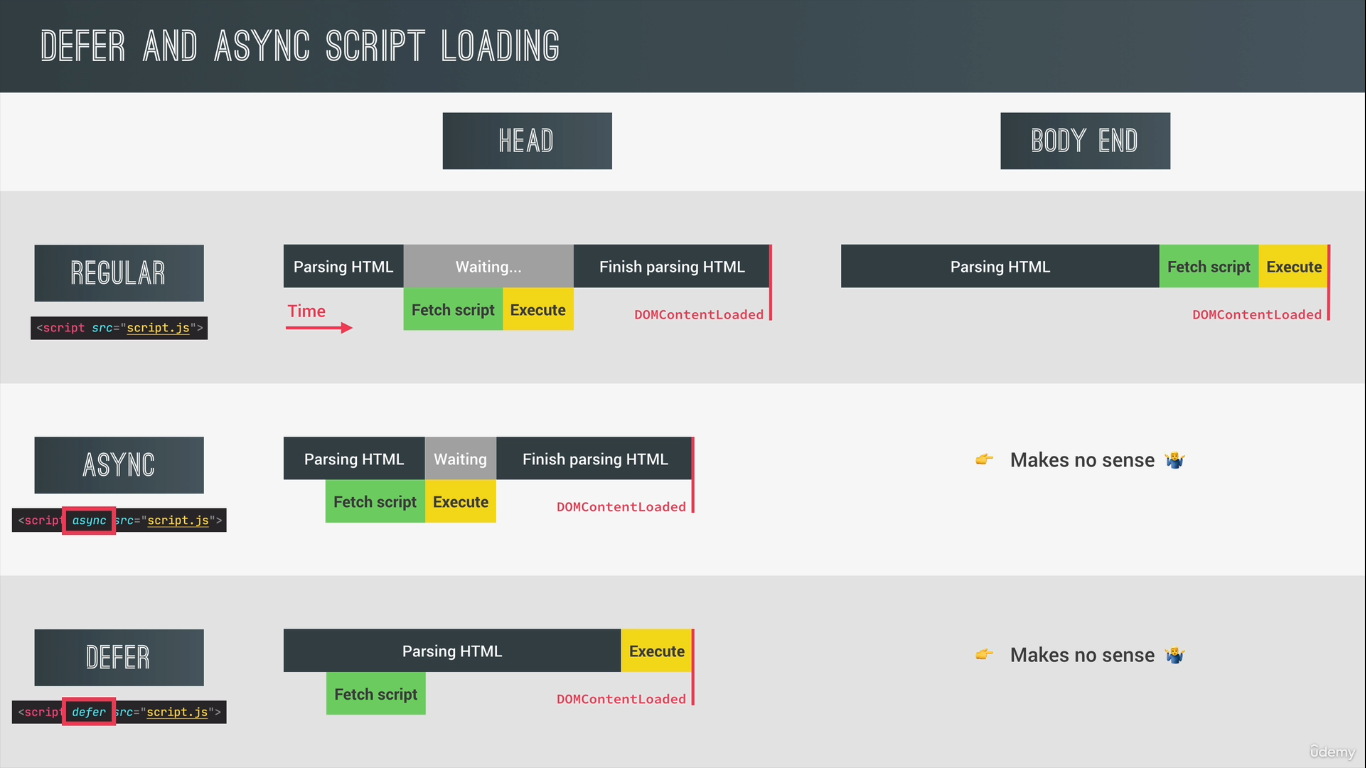 DEFER AND ASYNC SCRIPT LOADING
HEAD
BODY END
REGULAR
<script src="script.js">
Parsing HTML
Waiting...
Finish parsing HTML
Time
Fetch script
Execute
DOMContentLoaded
Parsing HTML
Fetch script
Execute
DOMContentLoaded
ASYNC
<script async src="script.js">
Parsing HTML
Waiting
Finish parsing HTML
Fetch script
Execute
DOMContentLoaded
👉 Makes no sense 🤷‍♂️
DEFER
<script defer src="script.js">
Parsing HTML
Execute
Fetch script
DOMContentLoaded
👉 Makes no sense 🤷‍♂️
ûdemy